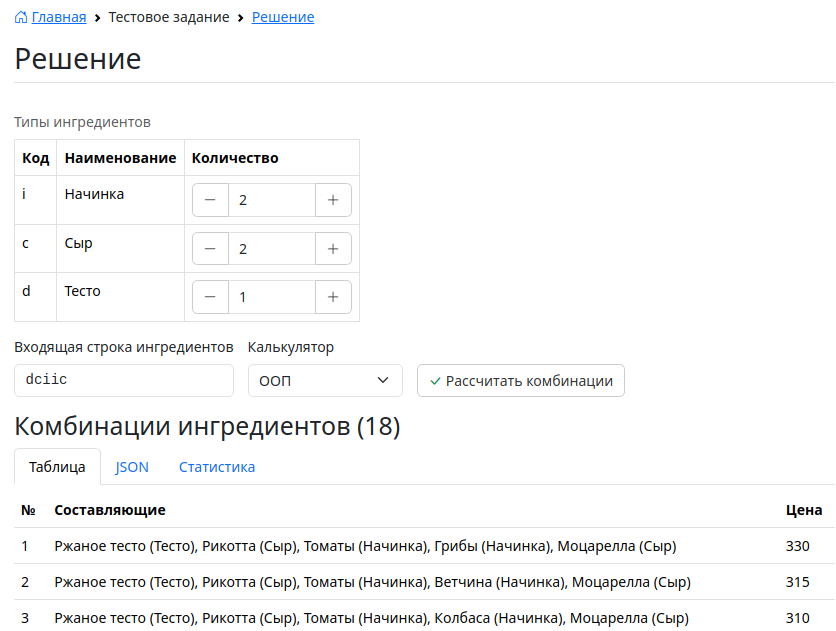 Главная › Тестовое задание › Решение
Решение
Типы ингредиентов
Код Наименование Количество
i Начинка − 2 +
c Сыр − 2 +
d Тесто − 1 +
Входящая строка ингредиентов Калькулятор
dciic ООП Рассчитать комбинации
Комбинации ингредиентов (18)
Таблица JSON Статистика
№ Составляющие Цена
1 Ржаное тесто (Тесто), Рикотта (Сыр), Томаты (Начинка), Грибы (Начинка), Моцарелла (Сыр) 330
2 Ржаное тесто (Тесто), Рикотта (Сыр), Томаты (Начинка), Ветчина (Начинка), Моцарелла (Сыр) 315
3 Ржаное тесто (Тесто), Рикотта (Сыр), Томаты (Начинка), Колбаса (Начинка), Моцарелла (Сыр) 310